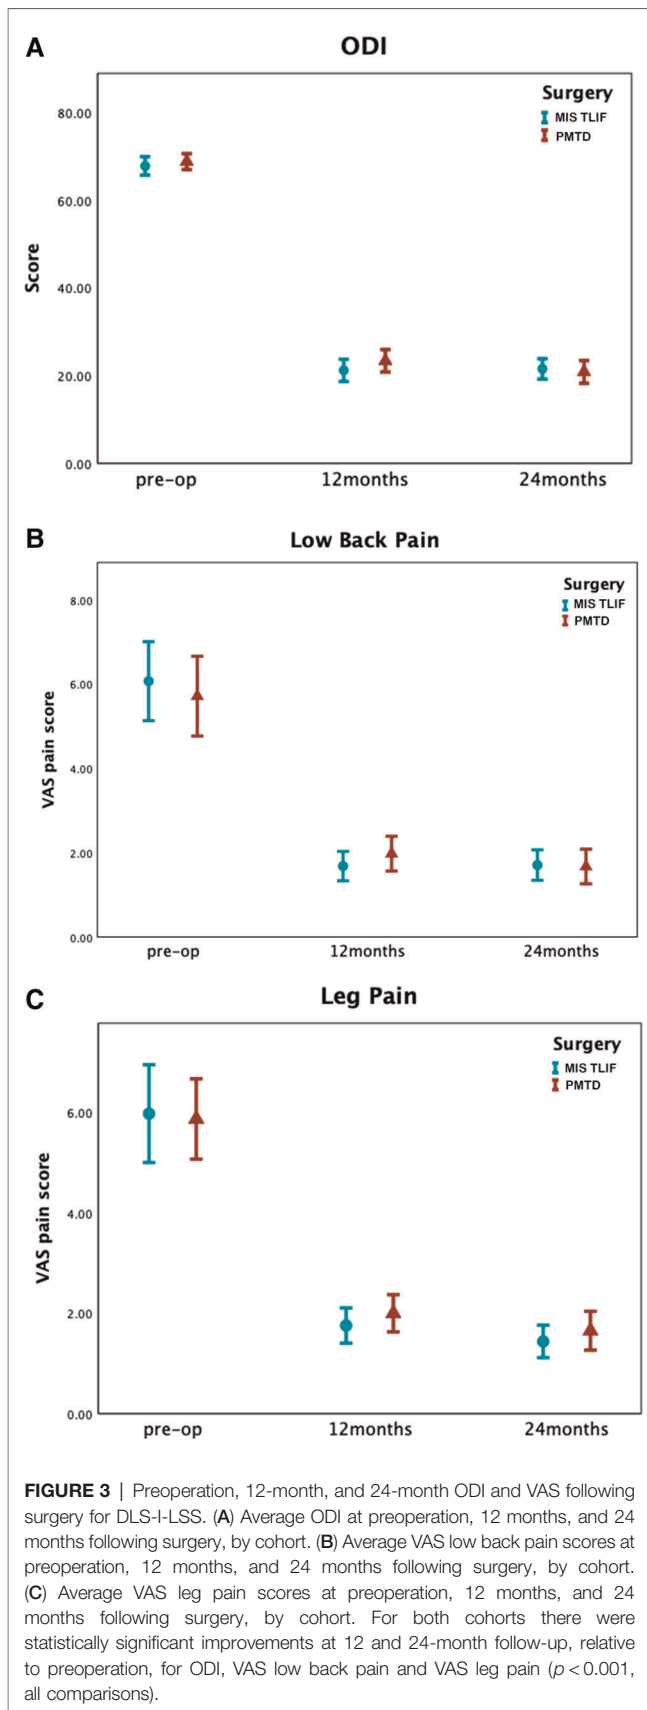 A
ODI
Surgery
MIS TLIF
PMTD
80.00
60.00
40.00
20.00
0.00
Score
pre-op
12months
24months
B
Low Back Pain
Surgery
MIS TLIF
PMTD
8.00
6.00
4.00
2.00
0.00
VAS pain score
pre-op
12months
24months
C
Leg Pain
Surgery
MIS TLIF
PMTD
6.00
4.00
2.00
0.00
VAS pain score
pre-op
12months
24months
FIGURE 3 | Preoperation, 12-month, and 24-month ODI and VAS following
surgery for DLS-I-LSS. (A) Average ODI at preoperation, 12 months, and 24
months following surgery, by cohort. (B) Average VAS low back pain scores at
preoperation, 12 months, and 24 months following surgery, by cohort.
(C) Average VAS leg pain scores at preoperation, 12 months, and 24
months following surgery, by cohort. For both cohorts there were
statistically significant improvements at 12 and 24-month follow-up, relative
to preoperation, for ODI, VAS low back pain and VAS leg pain (p < 0.001,
all comparisons).